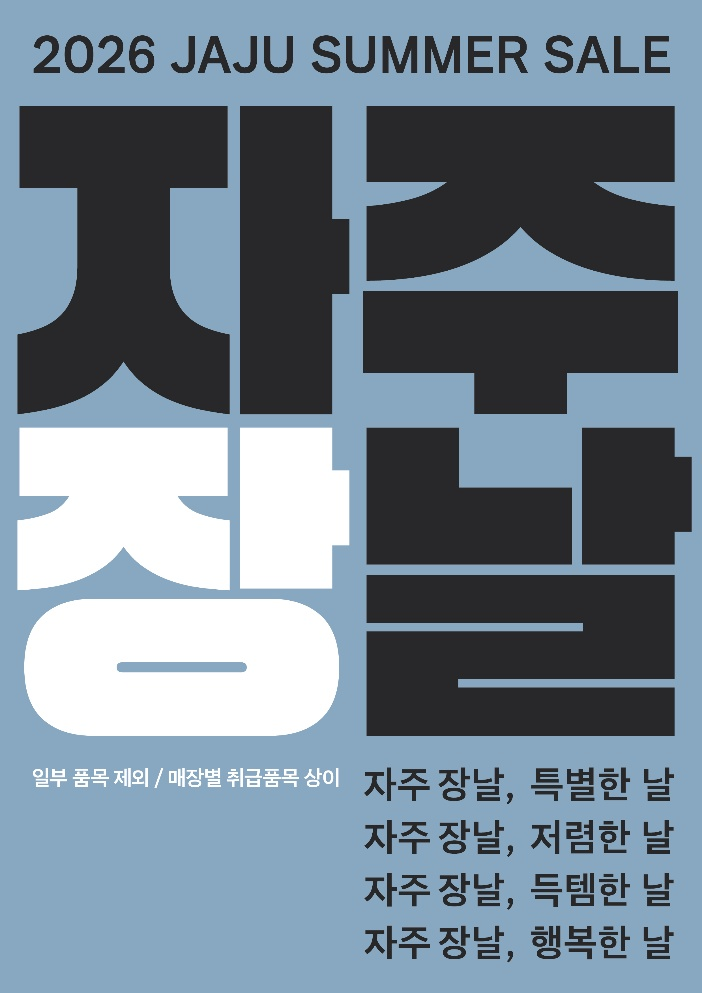 2026 JAJU SUMMER SALE
자주
장날
일부 품목 제외 / 매장별 취급품목 상이
자주 장날, 특별한 날
자주 장날, 저렴한 날
자주 장날, 득템한 날
자주 장날, 행복한 날